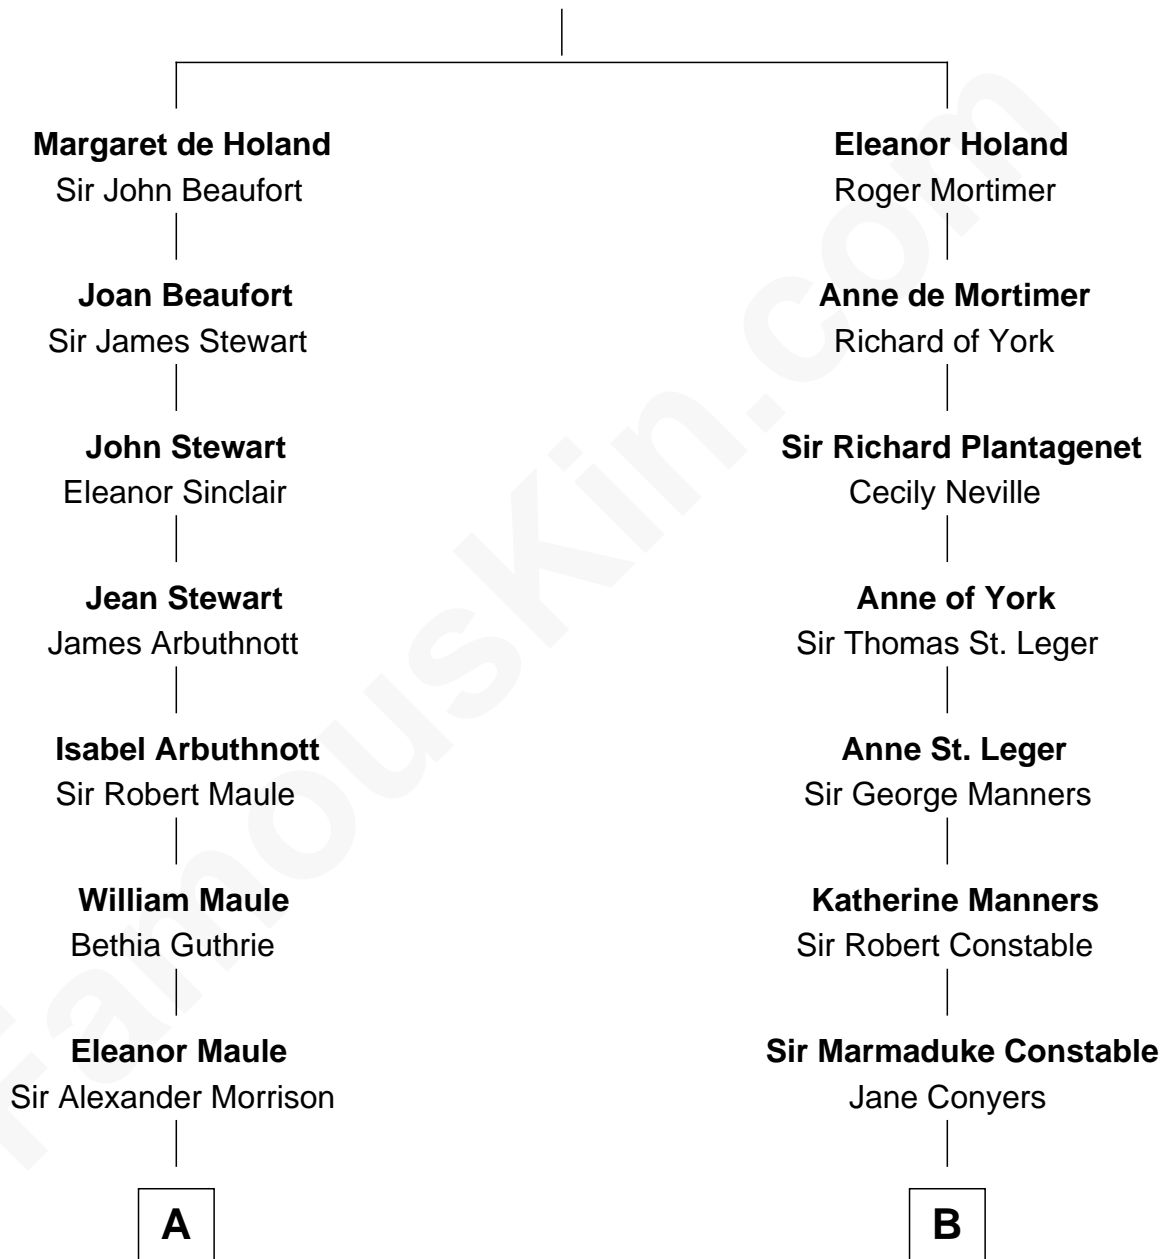 Margaret de Holand
Sir John Beaufort
Joan Beaufort
Sir James Stewart
John Stewart
Eleanor Sinclair
Jean Stewart
James Arbuthnott
Isabel Arbuthnott
Sir Robert Maule
William Maule
Bethia Guthrie
Eleanor Maule
Sir Alexander Morrison
A
Eleanor Holand
Roger Mortimer
Anne de Mortimer
Richard of York
Sir Richard Plantagenet
Cecily Neville
Anne of York
Sir Thomas St. Leger
Anne St. Leger
Sir George Manners
Katherine Manners
Sir Robert Constable
Sir Marmaduke Constable
Jane Conyers
B
FamousKin.com